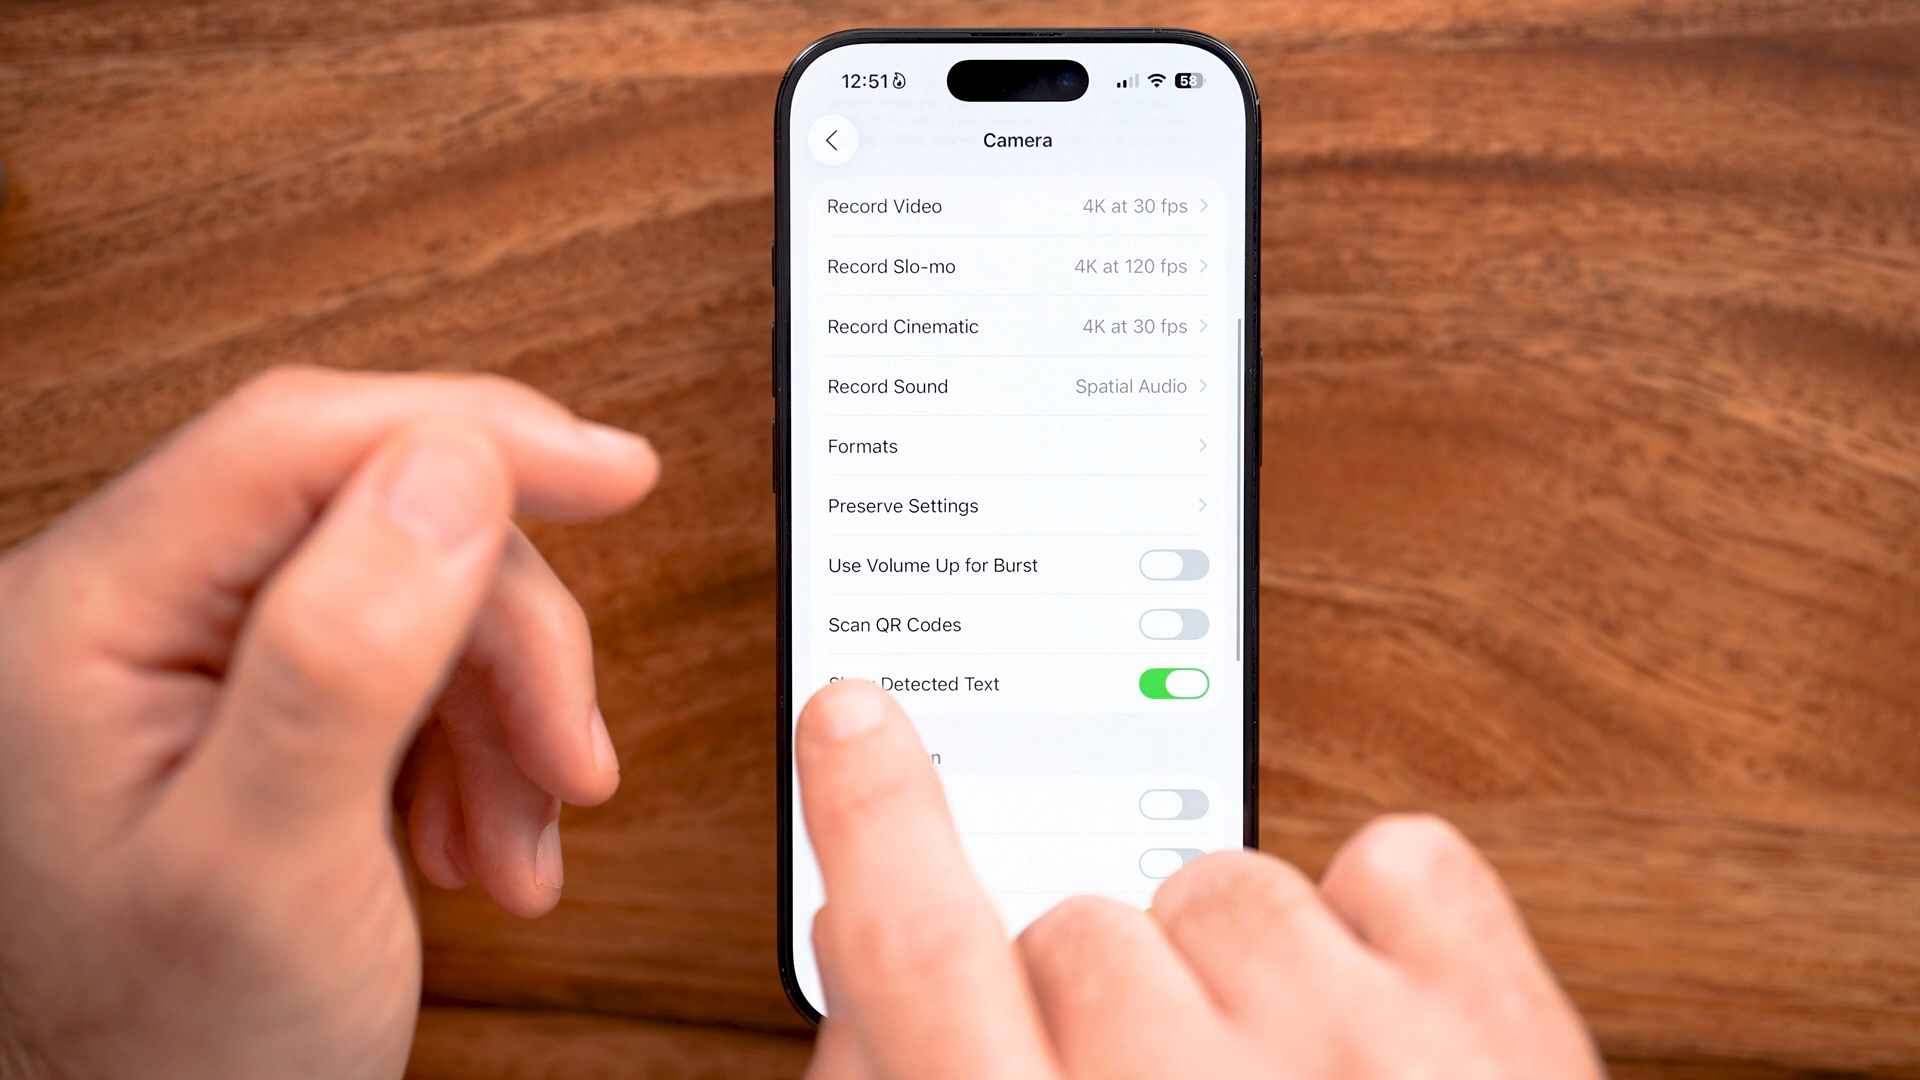 12:51
58
Camera
Record Video 4K at 30 fps
Record Slo-mo 4K at 120 fps
Record Cinematic 4K at 30 fps
Record Sound Spatial Audio
Formats
Preserve Settings
Use Volume Up for Burst
Scan QR Codes
Detected Text